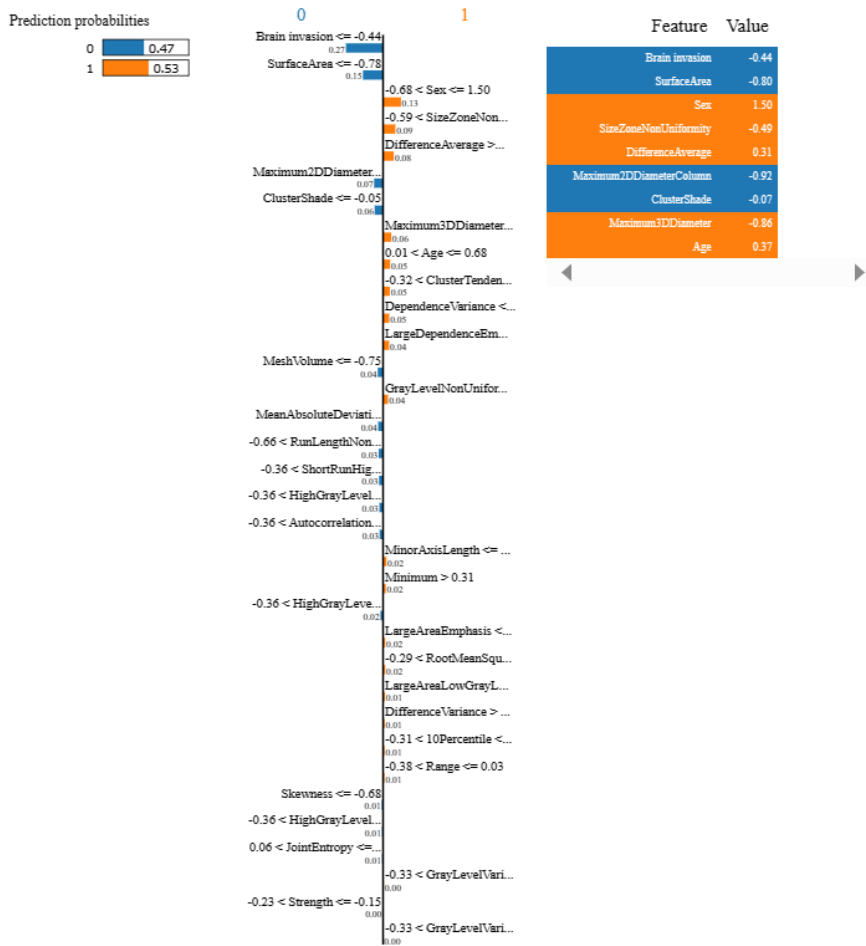 Prediction probabilities
0 0.47
1 0.53
0 1
Brain invasion <= -0.44
0.27
SurfaceArea <= -0.78
0.15
-0.68 < Sex <= 1.50
0.13
-0.59 < SizeZoneNon...
0.09
DifferenceAverage >...
0.08
Maximum2DDiameter...
0.07
ClusterShade <= -0.05
0.06
Maximum3DDiameter...
0.06
0.01 < Age <= 0.68
0.05
-0.32 < ClusterTenden...
0.05
DependenceVariance <...
0.05
LargeDependenceEm...
0.04
MeshVolume <= -0.75
0.04
GrayLevelNonUnifor...
0.04
MeanAbsoluteDeviati...
0.04
-0.66 < RunLengthNon...
0.03
-0.36 < ShortRunHig...
0.03
-0.36 < HighGrayLevel...
0.03
-0.36 < Autocorrelation...
0.03
MinorAxisLength <= ...
0.02
Minimum > 0.31
0.02
-0.36 < HighGrayLeve...
0.02
LargeAreaEmphasis <...
0.02
-0.29 < RootMeanSqu...
0.02
LargeAreaLowGrayL...
0.01
DifferenceVariance > ...
0.01
-0.31 < 10Percentile <...
0.01
-0.38 < Range <= 0.03
0.01
Skewness <= -0.68
0.01
-0.36 < HighGrayLevel...
0.01
0.06 < JointEntropy <=...
0.01
-0.33 < GrayLevelVari...
0.00
-0.23 < Strength <= -0.15
0.00
-0.33 < GrayLevelVari...
0.00
Feature Value
Brain invasion -0.44
SurfaceArea -0.80
Sex 1.50
SizeZoneNonUniformity -0.49
DifferenceAverage 0.31
Maximum2DDiameterColumn -0.92
ClusterShade -0.07
Maximum3DDiameter -0.86
Age 0.37